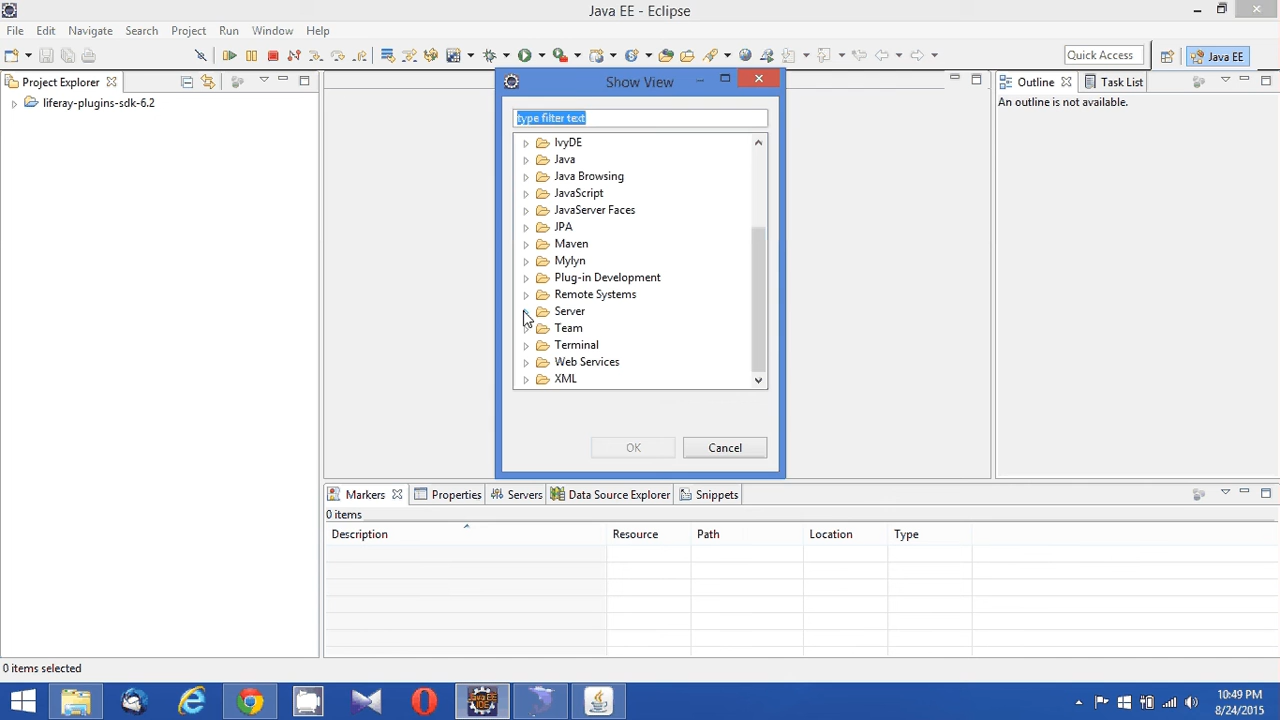 Java EE - Eclipse
File Edit Navigate Search Project Run Window Help
Quick Access
Java EE
Project Explorer
liferay-plugins-sdk-6.2
Show View
type filter text
IvyDE
Java
Java Browsing
JavaScript
JavaServer Faces
JPA
Maven
Mylyn
Plug-in Development
Remote Systems
Server
Team
Terminal
Web Services
XML
OK Cancel
Outline Task List
An outline is not available.
Markers Properties Servers Data Source Explorer Snippets
0 items
Description Resource Path Location Type
0 items selected
10:49 PM
8/24/2015